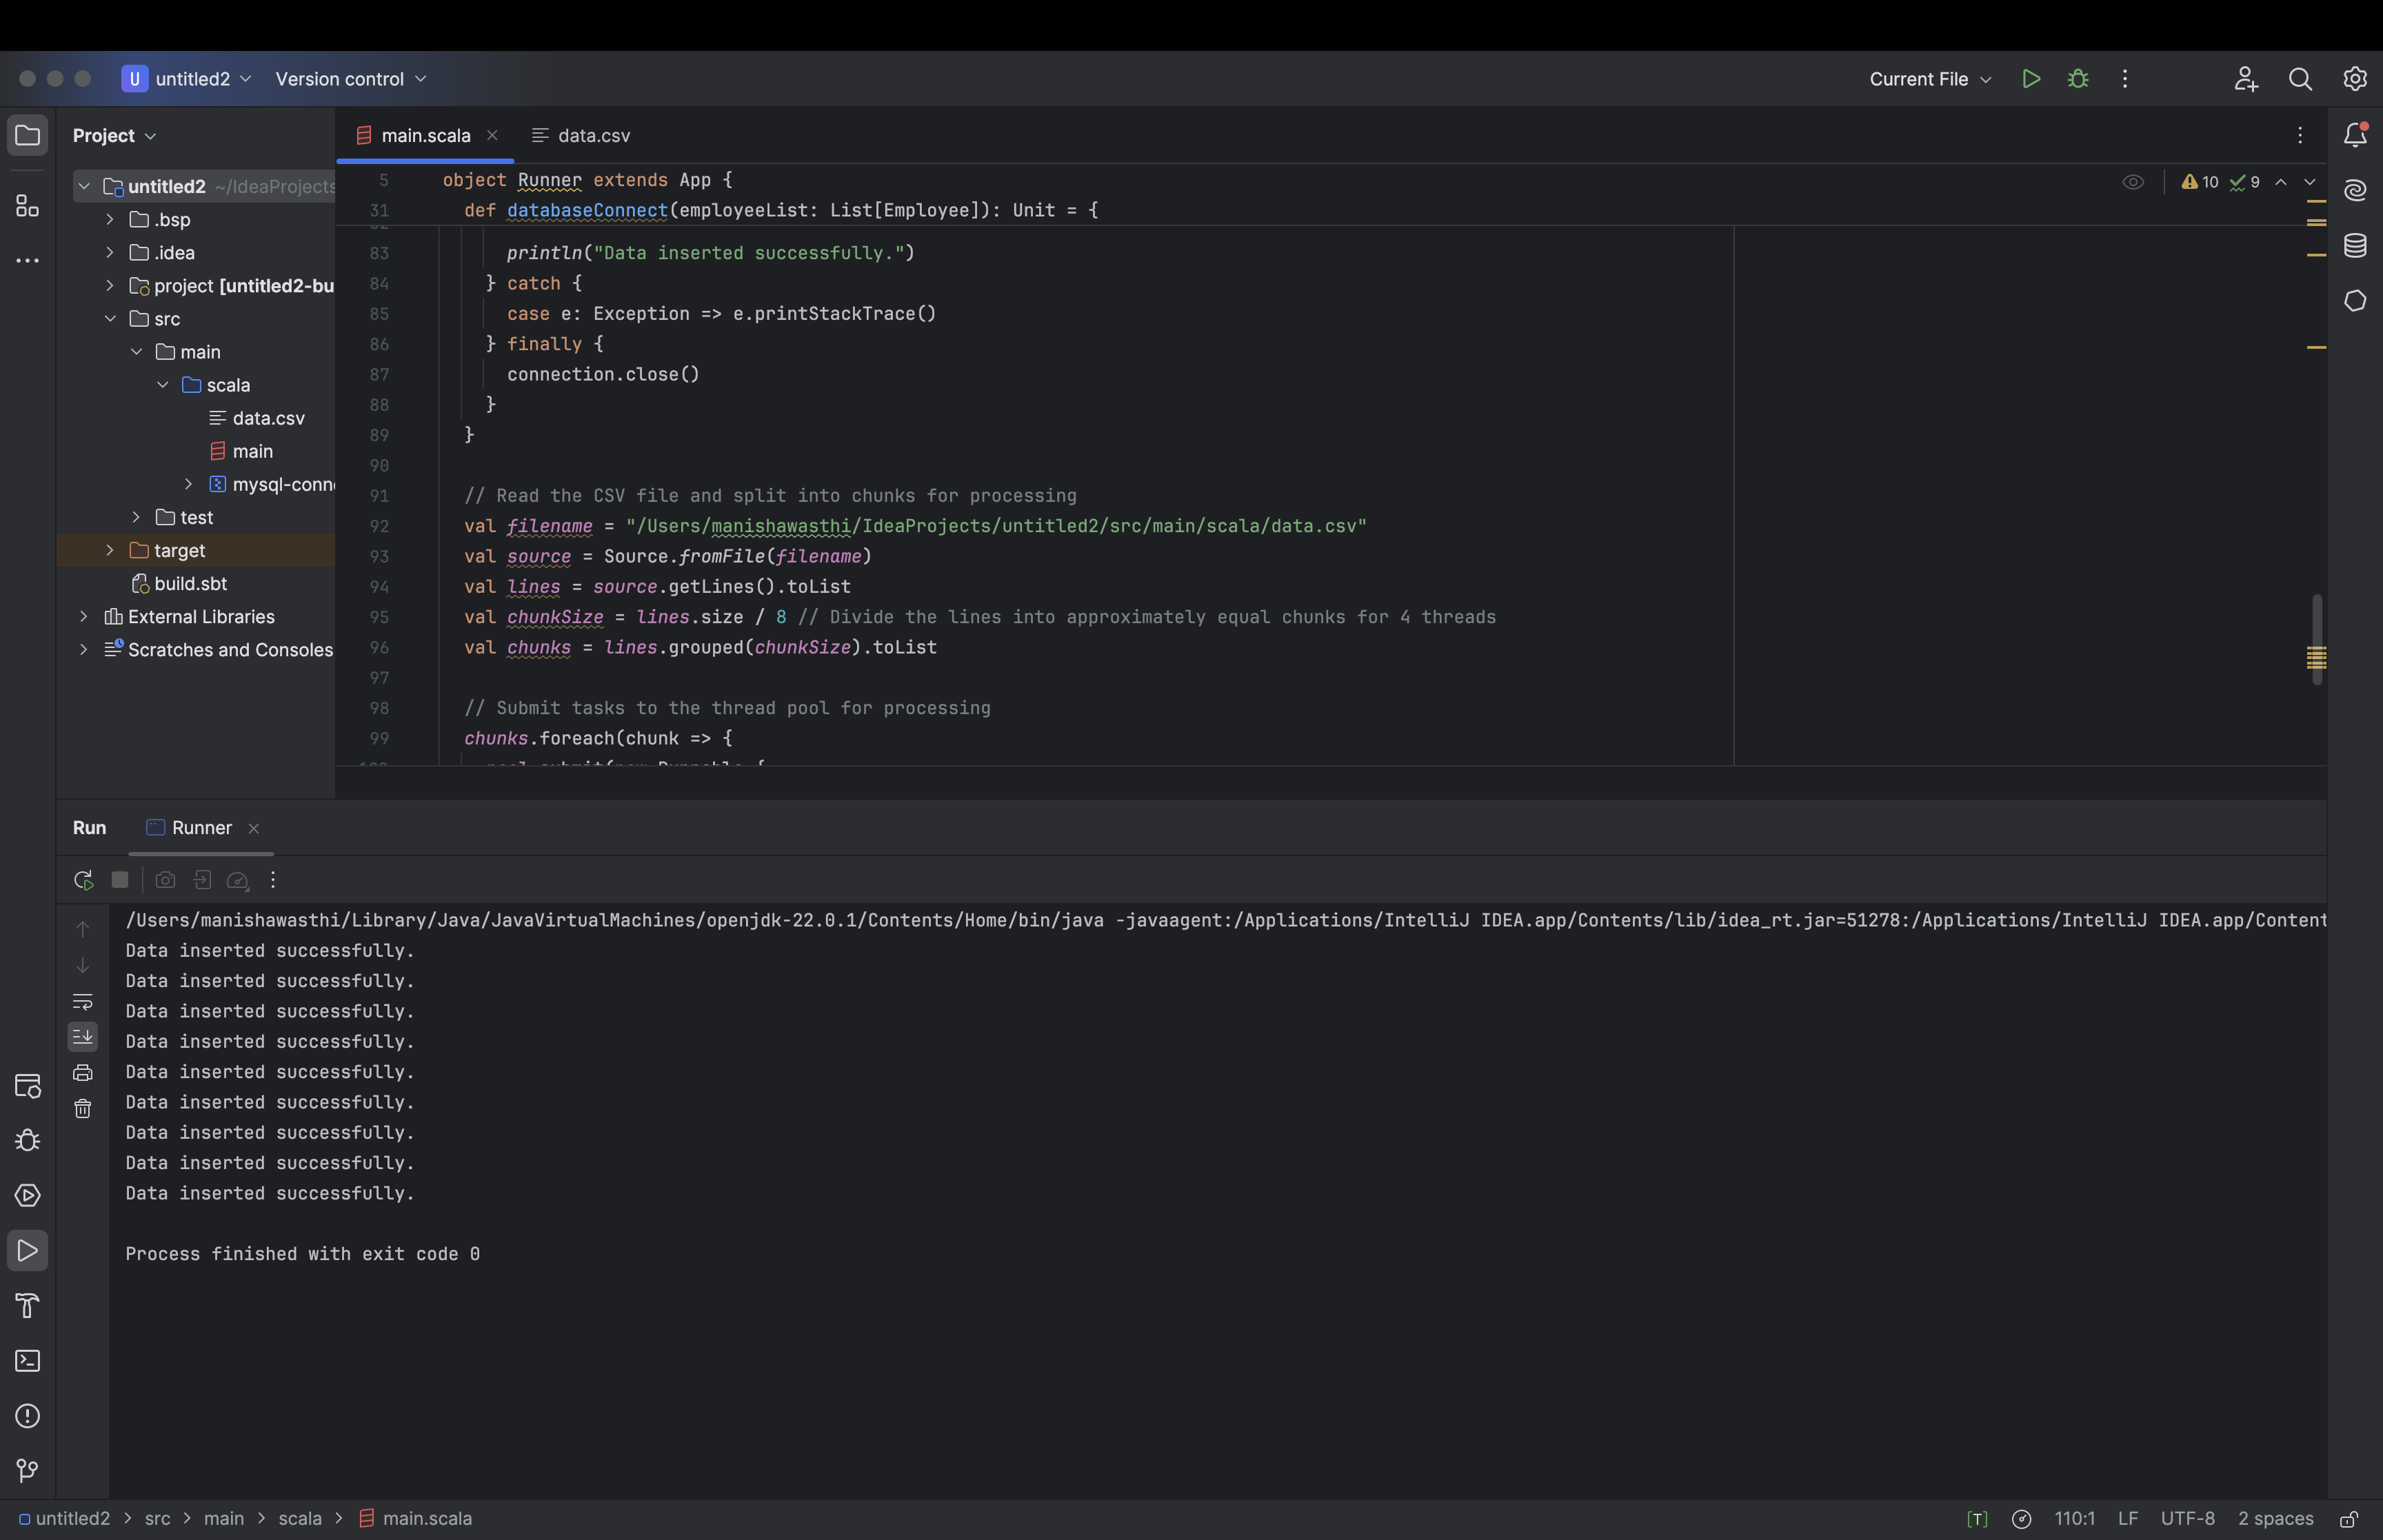 U untitled2 Version control Current File
Project
main.scala
data.csv
untitled2 ~/IdeaProjects
.bsp
.idea
project [untitled2-bu
src
main
scala
data.csv
main
mysql-conn
test
target
build.sbt
External Libraries
Scratches and Consoles
10 9
5 object Runner extends App {
31 def databaseConnect(employeeList: List[Employee]): Unit = {
83 println("Data inserted successfully.")
84 } catch {
85 case e: Exception => e.printStackTrace()
86 } finally {
87 connection.close()
88 }
89 }
90
91 // Read the CSV file and split into chunks for processing
92 val filename = "/Users/manishawasthi/IdeaProjects/untitled2/src/main/scala/data.csv"
93 val source = Source.fromFile(filename)
94 val lines = source.getLines().toList
95 val chunkSize = lines.size / 8 // Divide the lines into approximately equal chunks for 4 threads
96 val chunks = lines.grouped(chunkSize).toList
97
98 // Submit tasks to the thread pool for processing
99 chunks.foreach(chunk => {
Run Runner
/Users/manishawasthi/Library/Java/JavaVirtualMachines/openjdk-22.0.1/Contents/Home/bin/java -javaagent:/Applications/IntelliJ IDEA.app/Contents/lib/idea_rt.jar=51278:/Applications/IntelliJ IDEA.app/Content
Data inserted successfully.
Data inserted successfully.
Data inserted successfully.
Data inserted successfully.
Data inserted successfully.
Data inserted successfully.
Data inserted successfully.
Data inserted successfully.
Data inserted successfully.
Process finished with exit code 0
untitled2 > src > main > scala > main.scala [T] 110:1 LF UTF-8 2 spaces